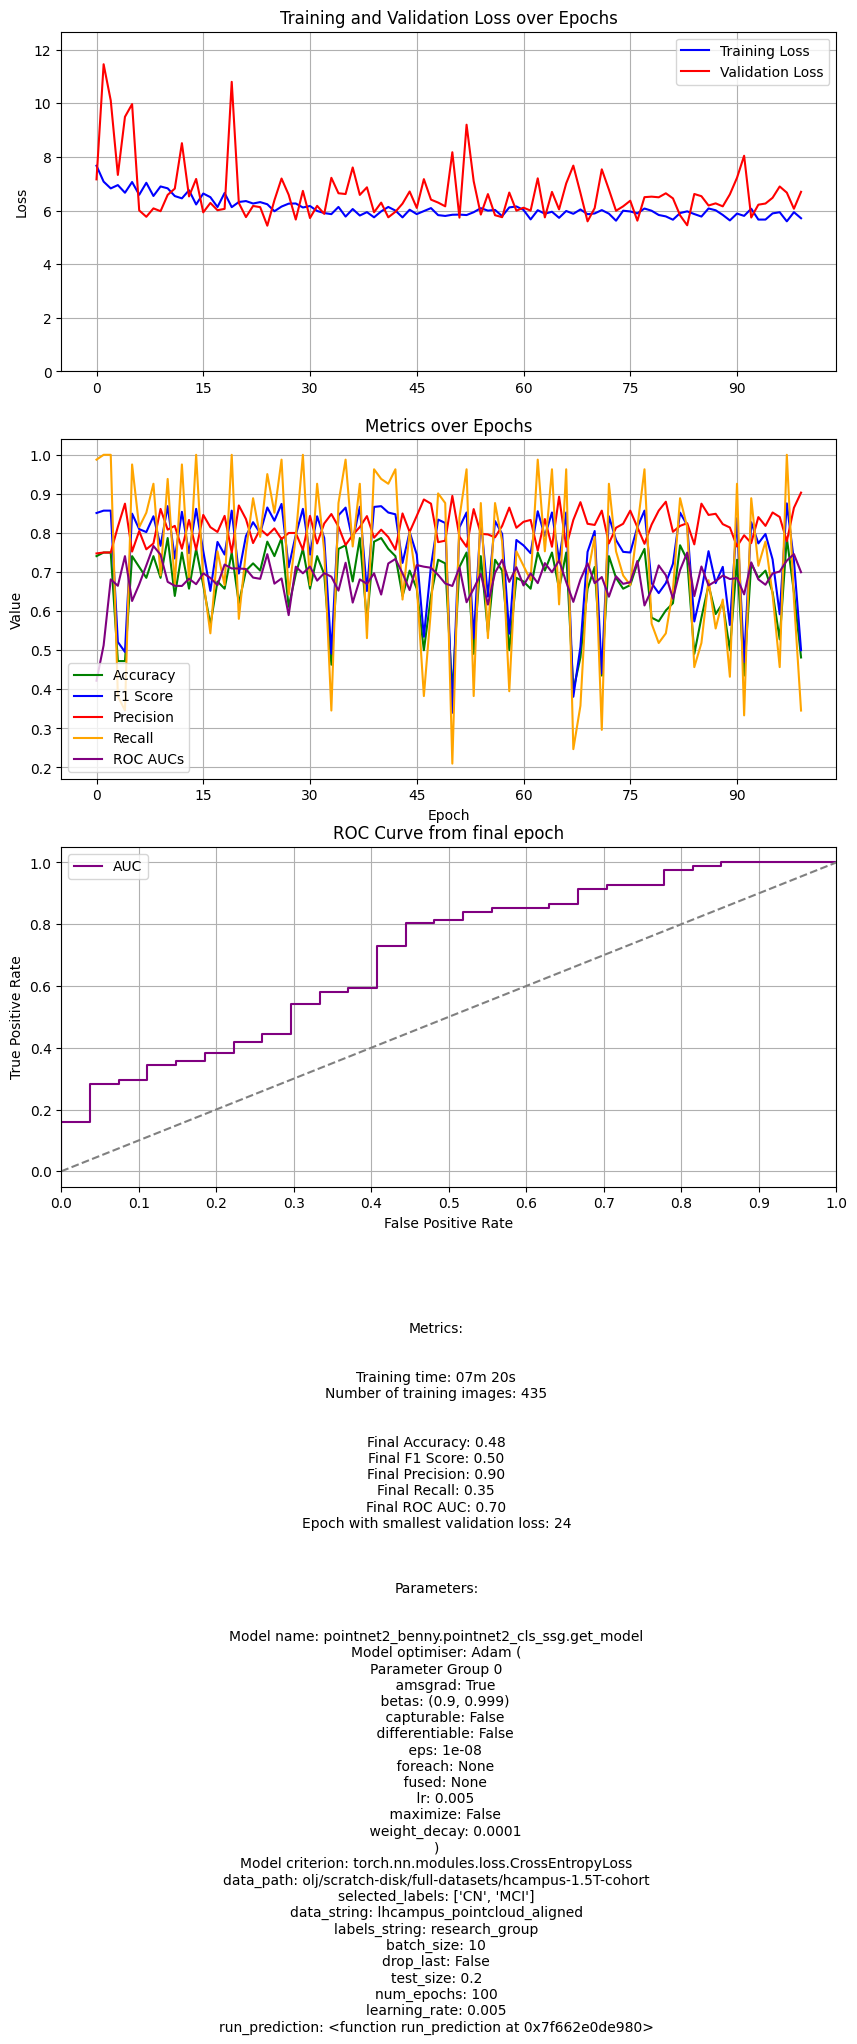 Training and Validation Loss over Epochs
12
10
8
6
4
2
0
Loss
Training Loss
Validation Loss
0 15 30 45 60 75 90
Metrics over Epochs
1.0
0.9
0.8
0.7
0.6
0.5
0.4
0.3
0.2
Value
Accuracy
F1 Score
Precision
Recall
ROC AUCs
0 15 30 45 60 75 90
Epoch
ROC Curve from final epoch
1.0
0.8
0.6
0.4
0.2
0.0
True Positive Rate
AUC
0.0 0.1 0.2 0.3 0.4 0.5 0.6 0.7 0.8 0.9 1.0
False Positive Rate
Metrics:
Training time: 07m 20s
Number of training images: 435
Final Accuracy: 0.48
Final F1 Score: 0.50
Final Precision: 0.90
Final Recall: 0.35
Final ROC AUC: 0.70
Epoch with smallest validation loss: 24
Parameters:
Model name: pointnet2_benny.pointnet2_cls_ssg.get_model
Model optimiser: Adam (
Parameter Group 0
amsgrad: True
betas: (0.9, 0.999)
capturable: False
differentiable: False
eps: 1e-08
foreach: None
fused: None
lr: 0.005
maximize: False
weight_decay: 0.0001
)
Model criterion: torch.nn.modules.loss.CrossEntropyLoss
data_path: olj/scratch-disk/full-datasets/hcampus-1.5T-cohort
selected_labels: ['CN', 'MCI']
data_string: lhcampus_pointcloud_aligned
labels_string: research_group
batch_size: 10
drop_last: False
test_size: 0.2
num_epochs: 100
learning_rate: 0.005
run_prediction: <function run_prediction at 0x7f662e0de980>